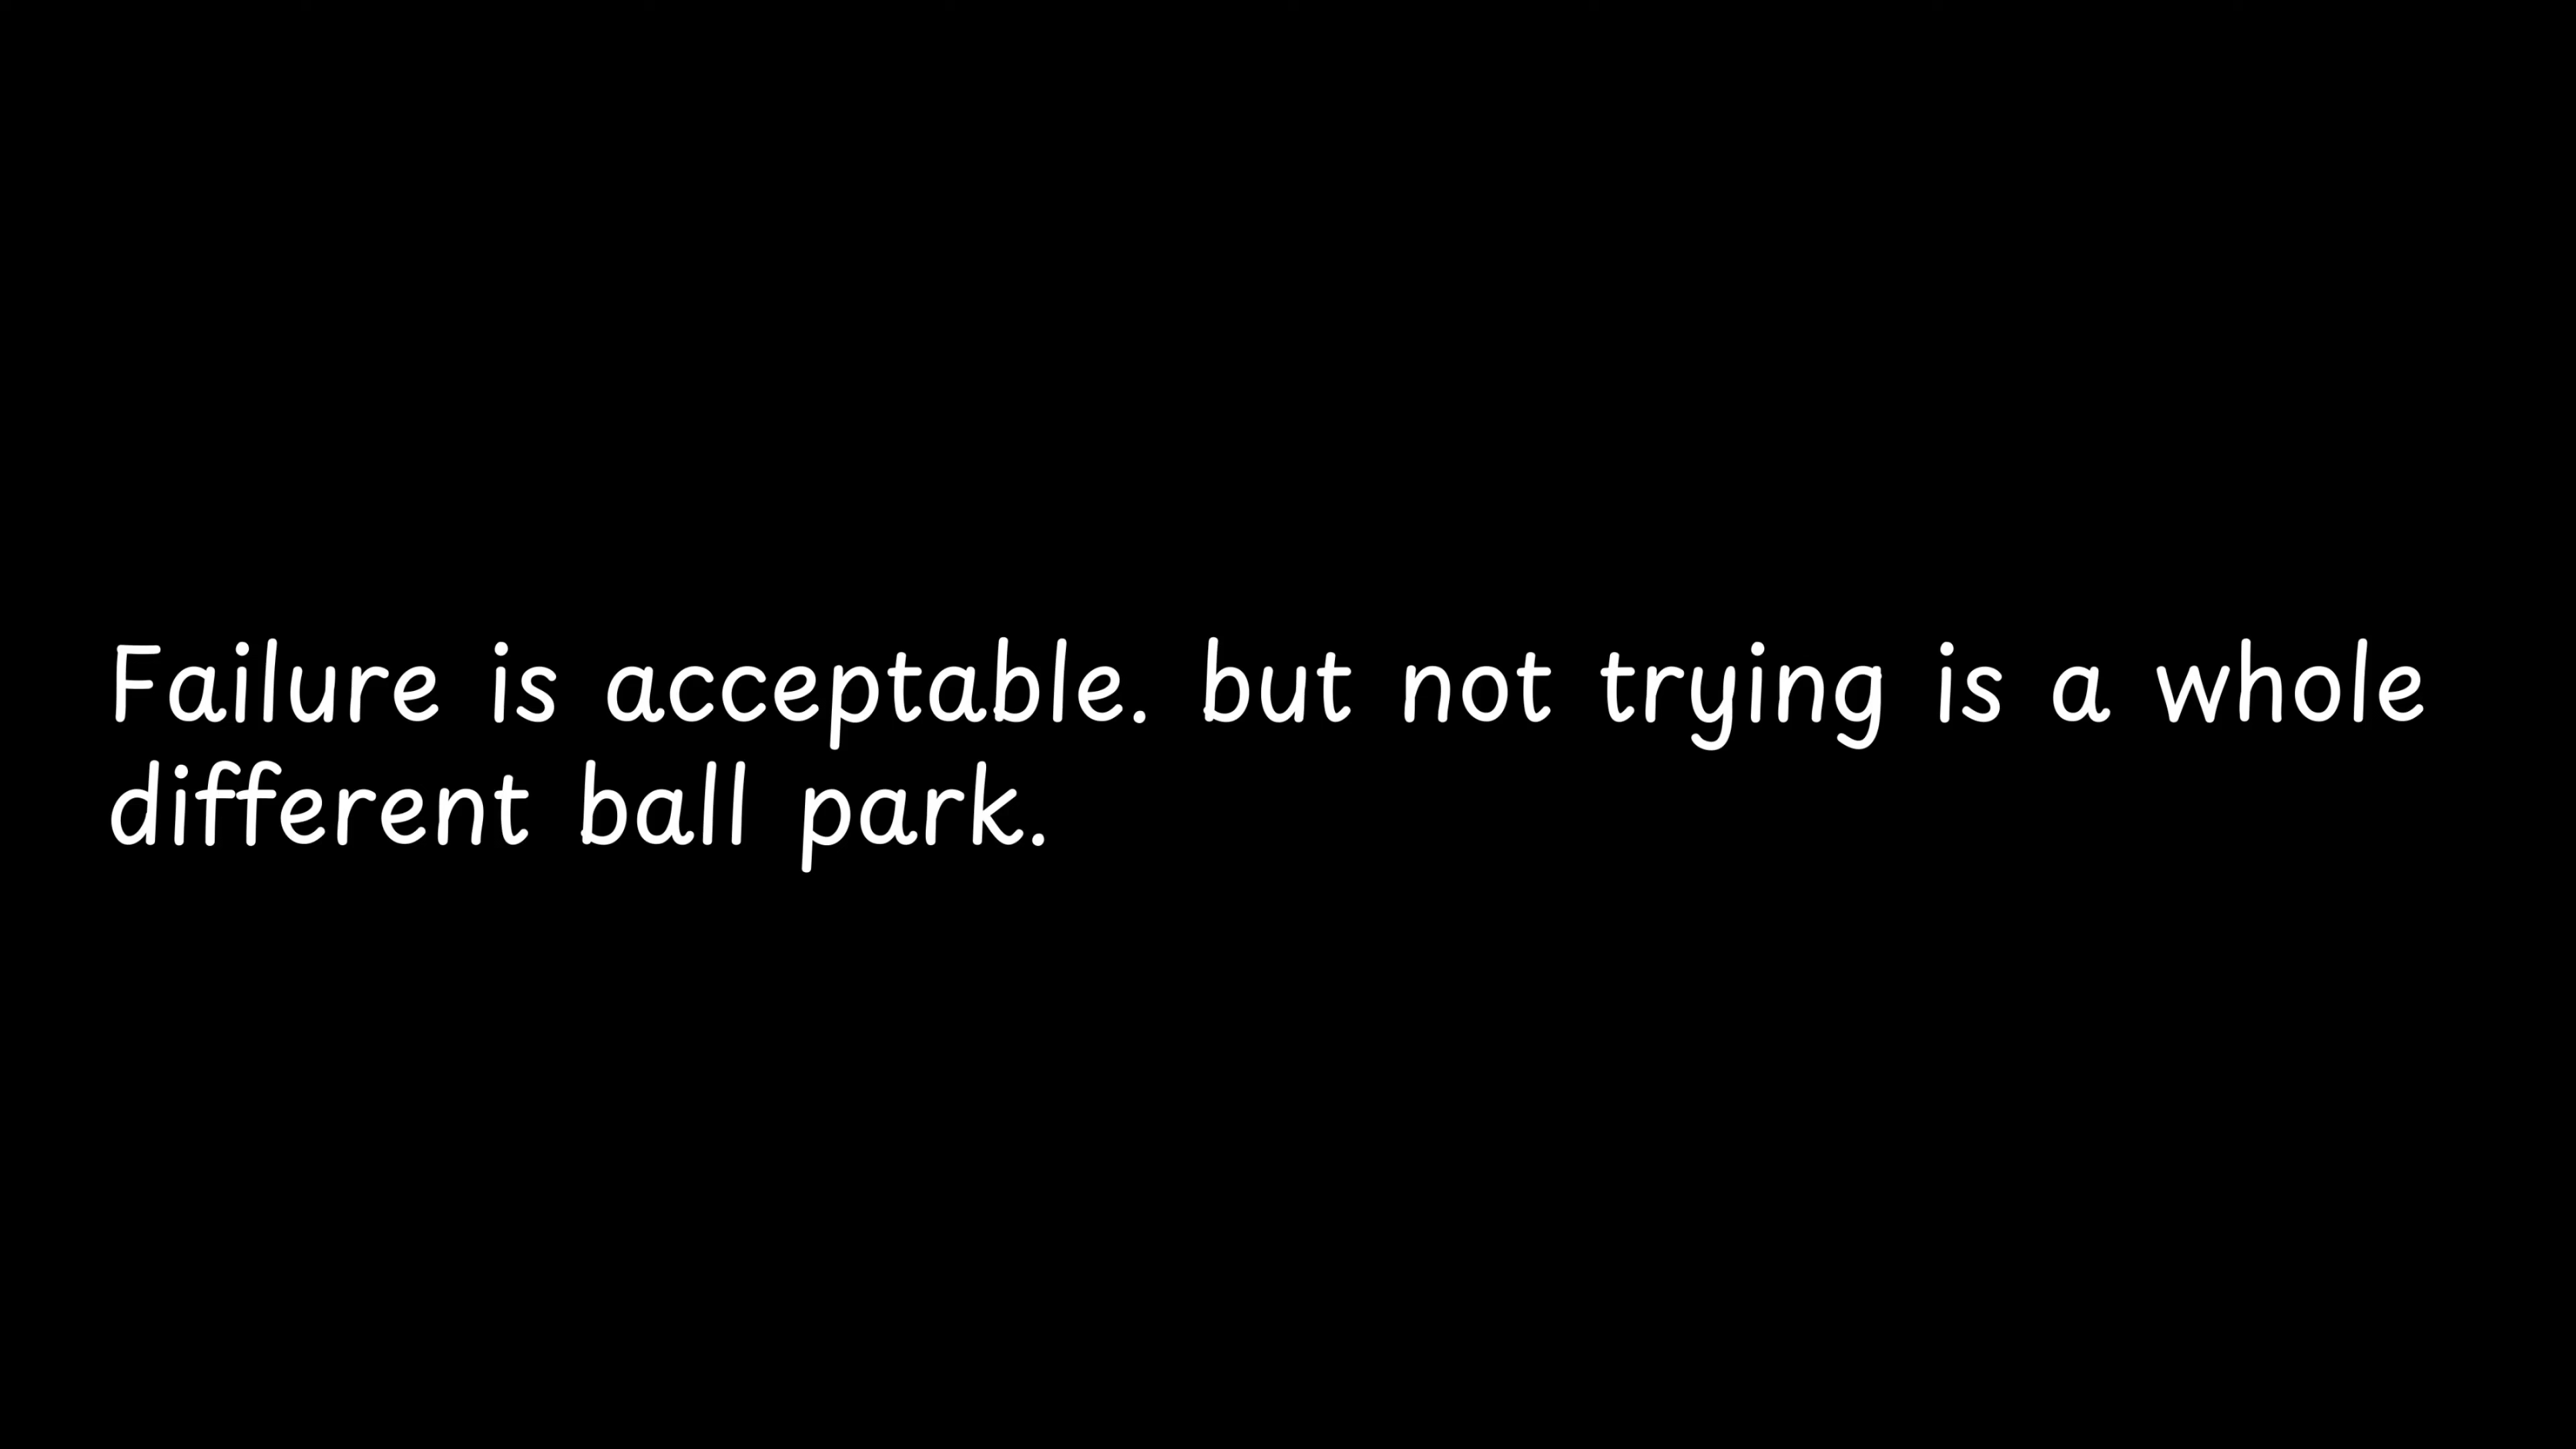 Failure is acceptable. but not trying is a whole
different ball park.